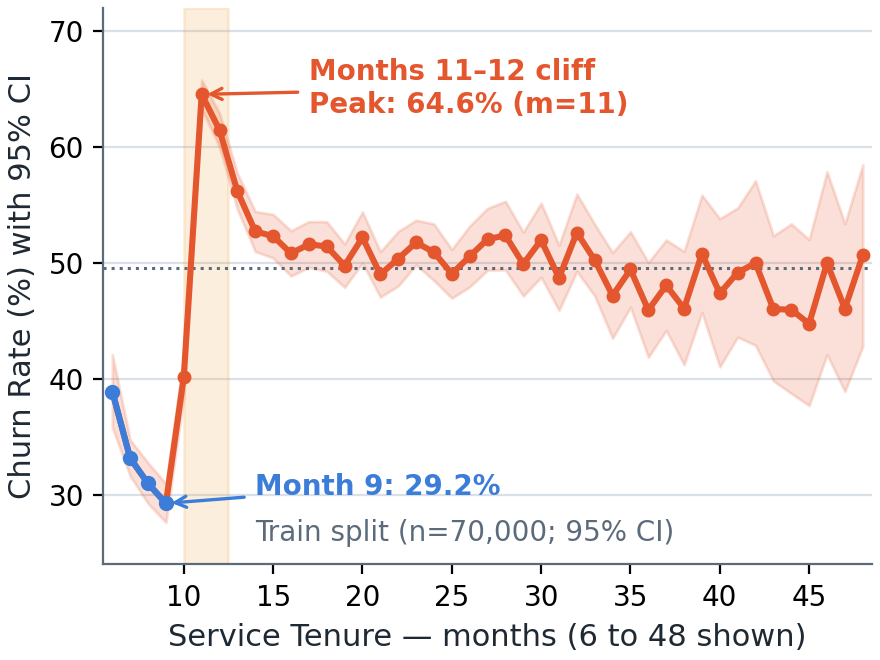 Churn Rate (%) with 95% CI
70
60
50
40
30
Months 11–12 cliff
Peak: 64.6% (m=11)
Month 9: 29.2%
Train split (n=70,000; 95% CI)
10 15 20 25 30 35 40 45
Service Tenure — months (6 to 48 shown)